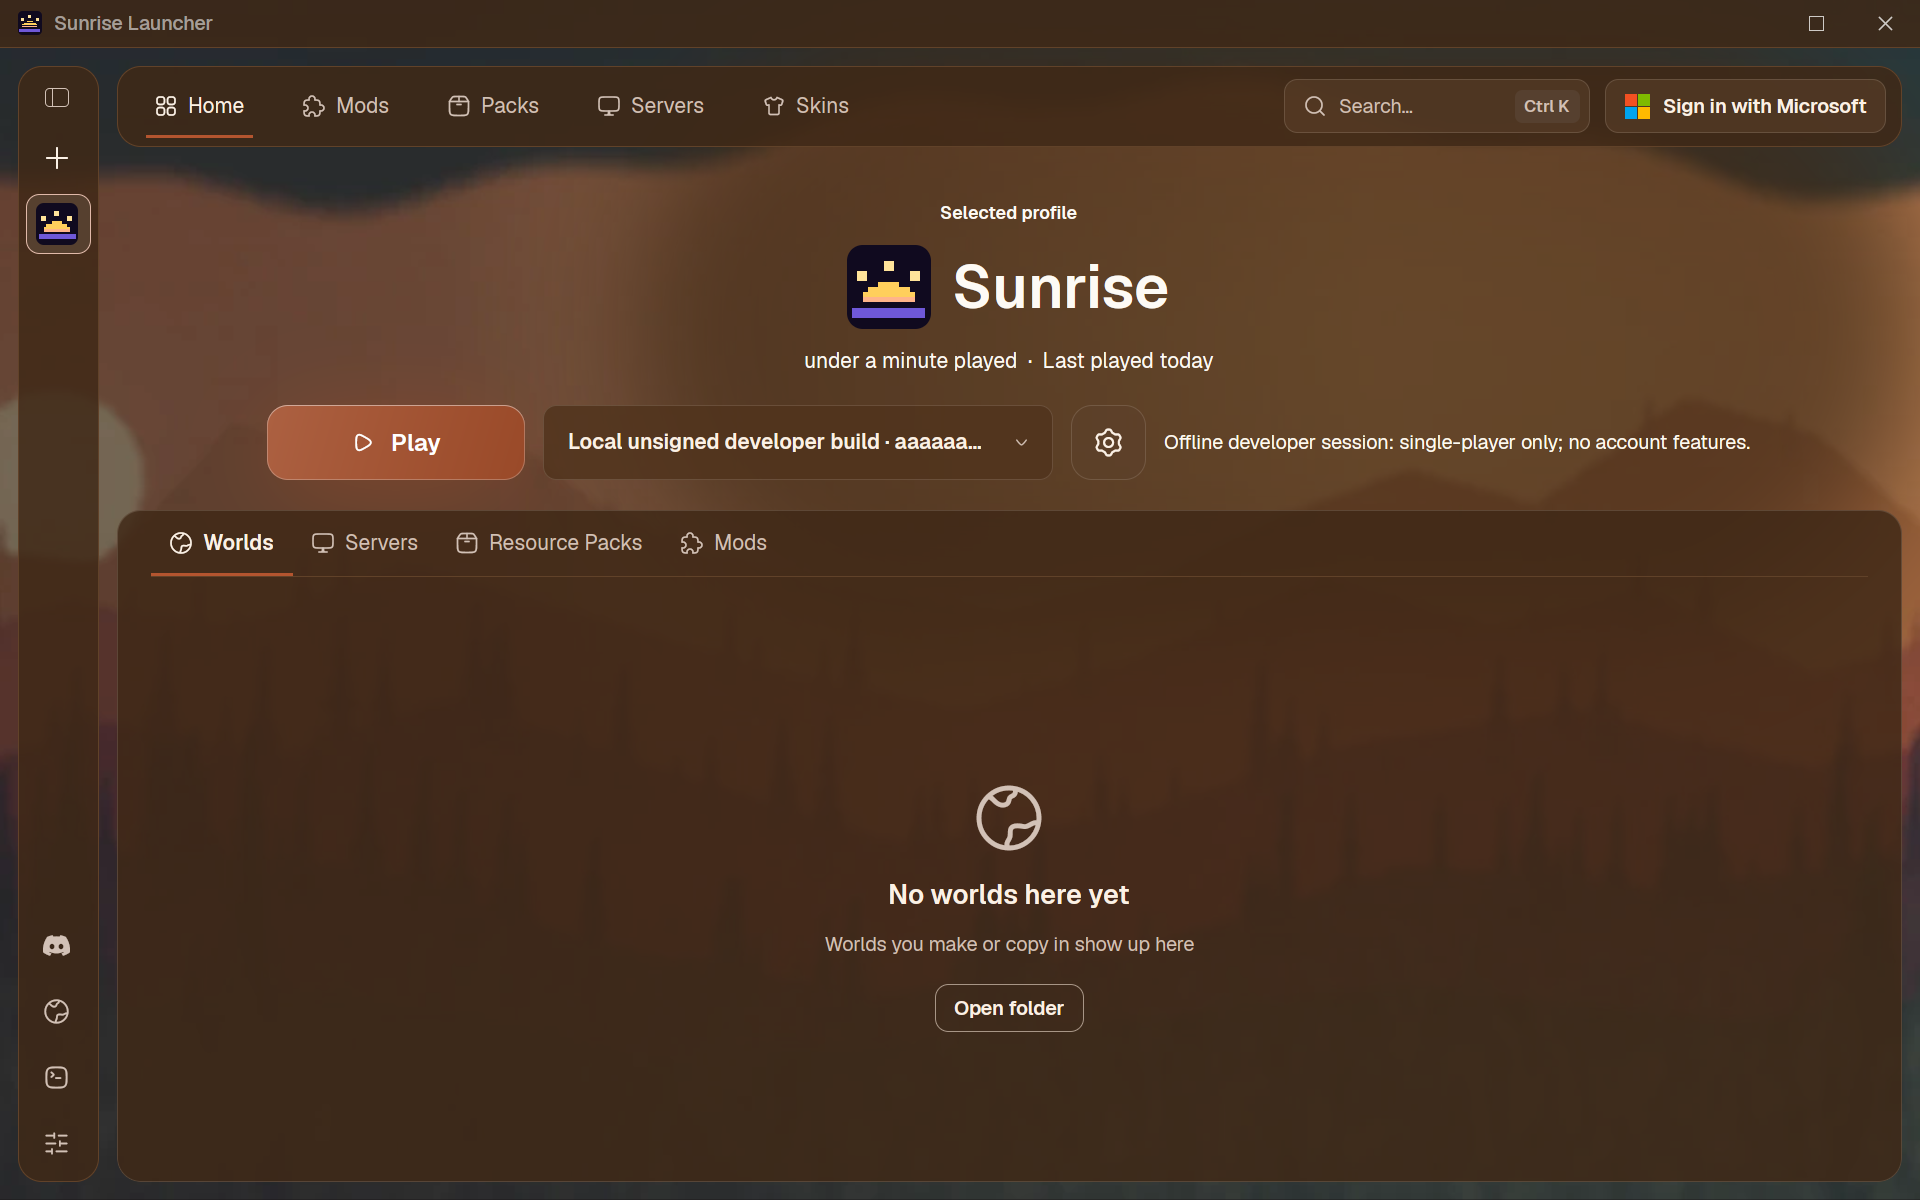 Sunrise Launcher
Home
Mods
Packs
Servers
Skins
Search...
Ctrl K
Sign in with Microsoft
Selected profile
Sunrise
under a minute played · Last played today
Play
Local unsigned developer build · aaaaaa...
Offline developer session: single-player only; no account features.
Worlds
Servers
Resource Packs
Mods
No worlds here yet
Worlds you make or copy in show up here
Open folder